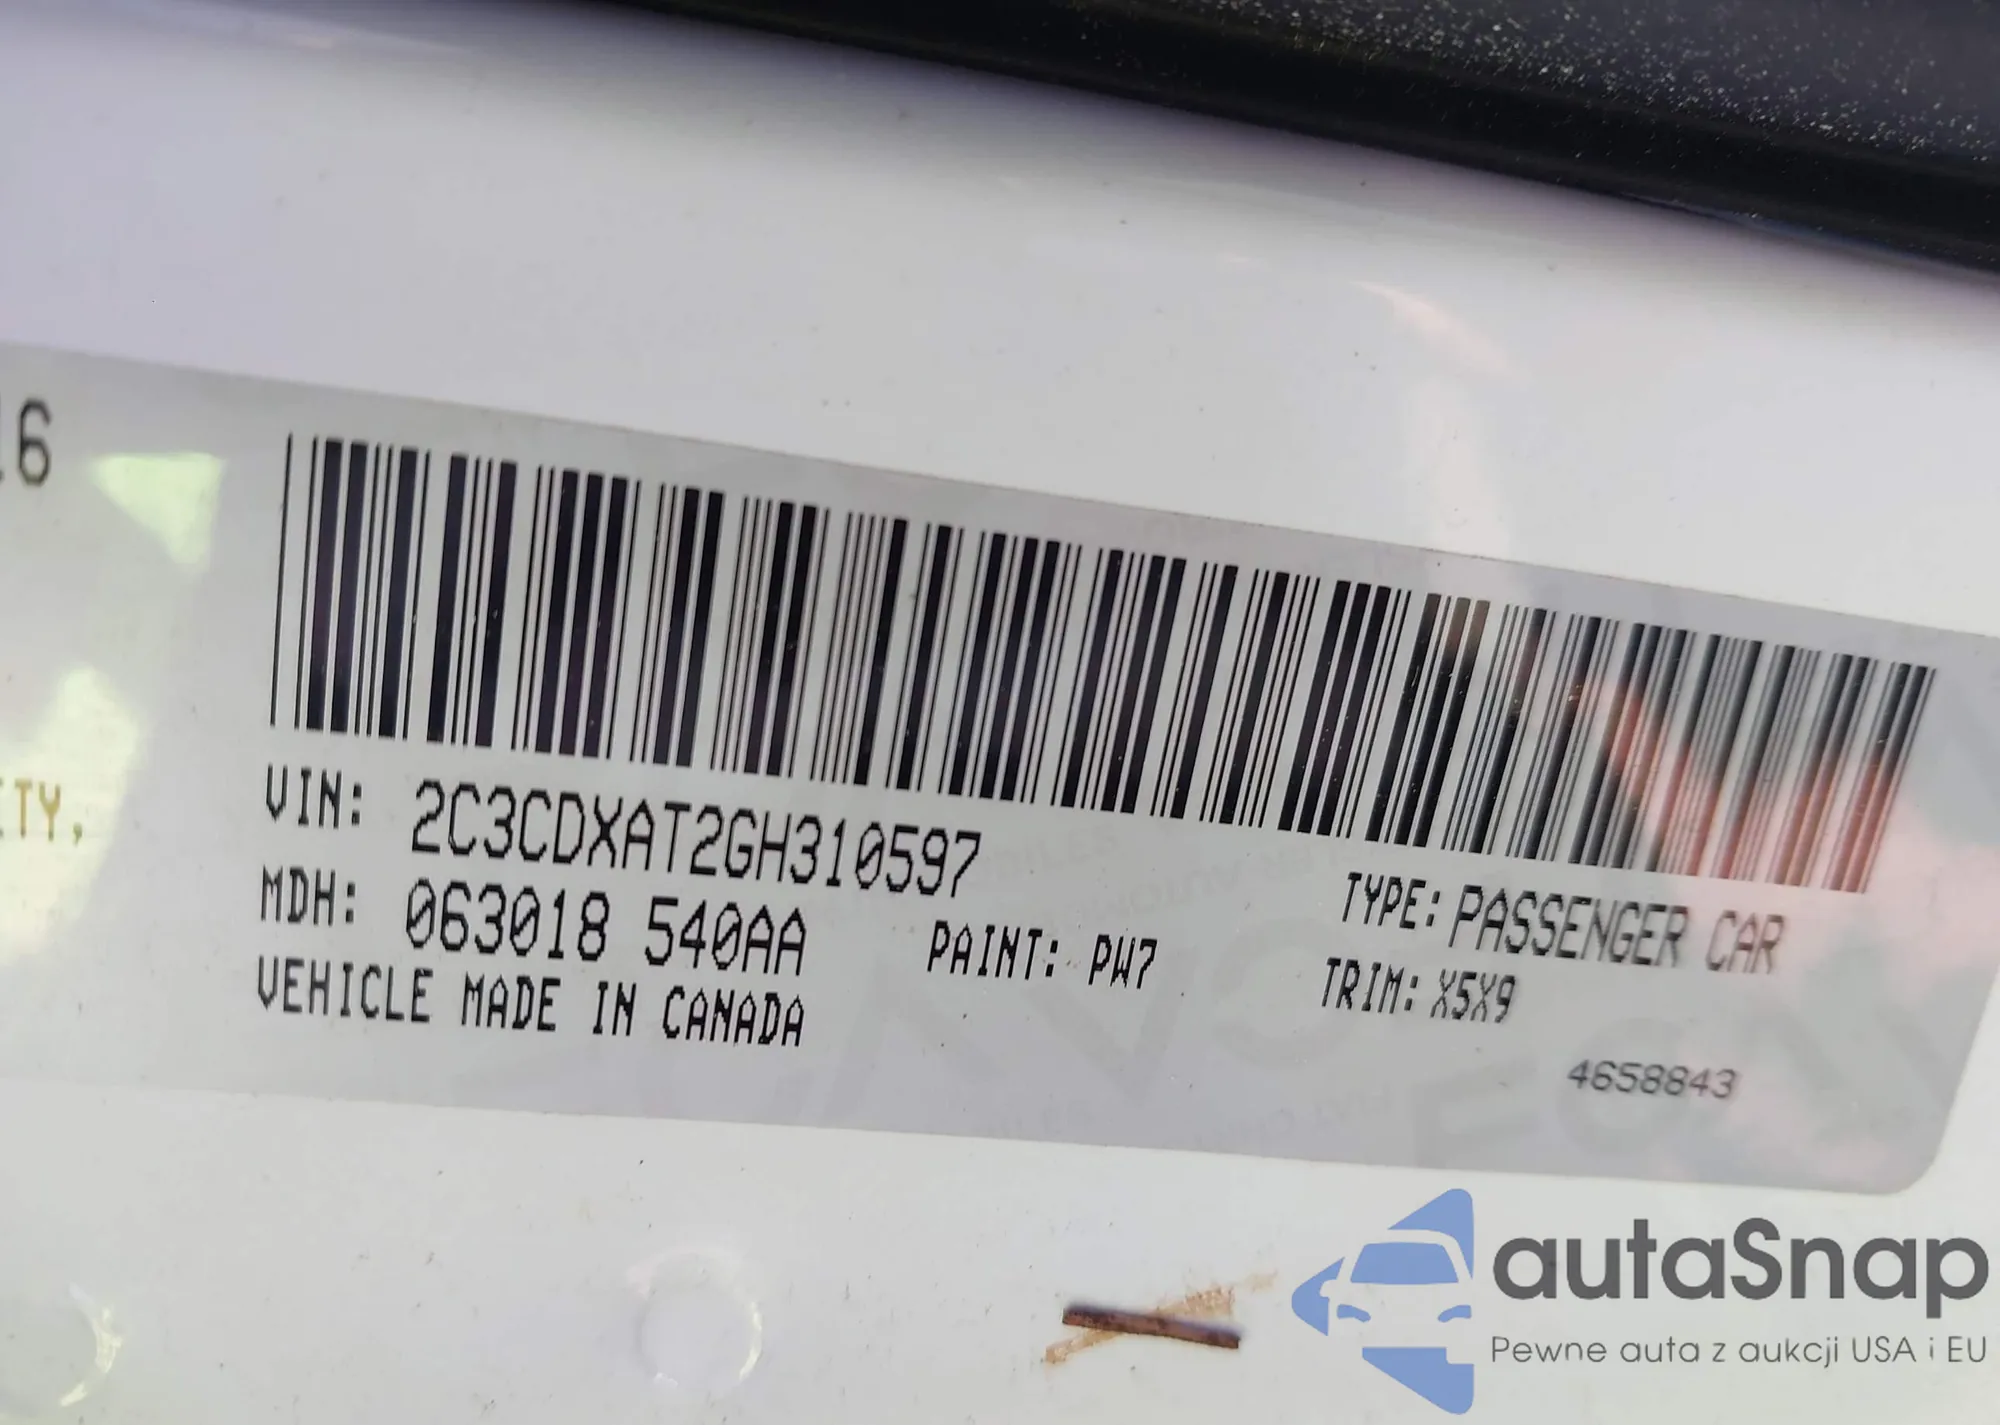 16
ITY,
VIN: 2C3CDXAT2GH310597
MDH: 063018 540AA
PAINT: PW7
VEHICLE MADE IN CANADA
TYPE: PASSENGER CAR
TRIM: X5X9
4658843
autaSnap
Pewne auta z aukcji USA i EU